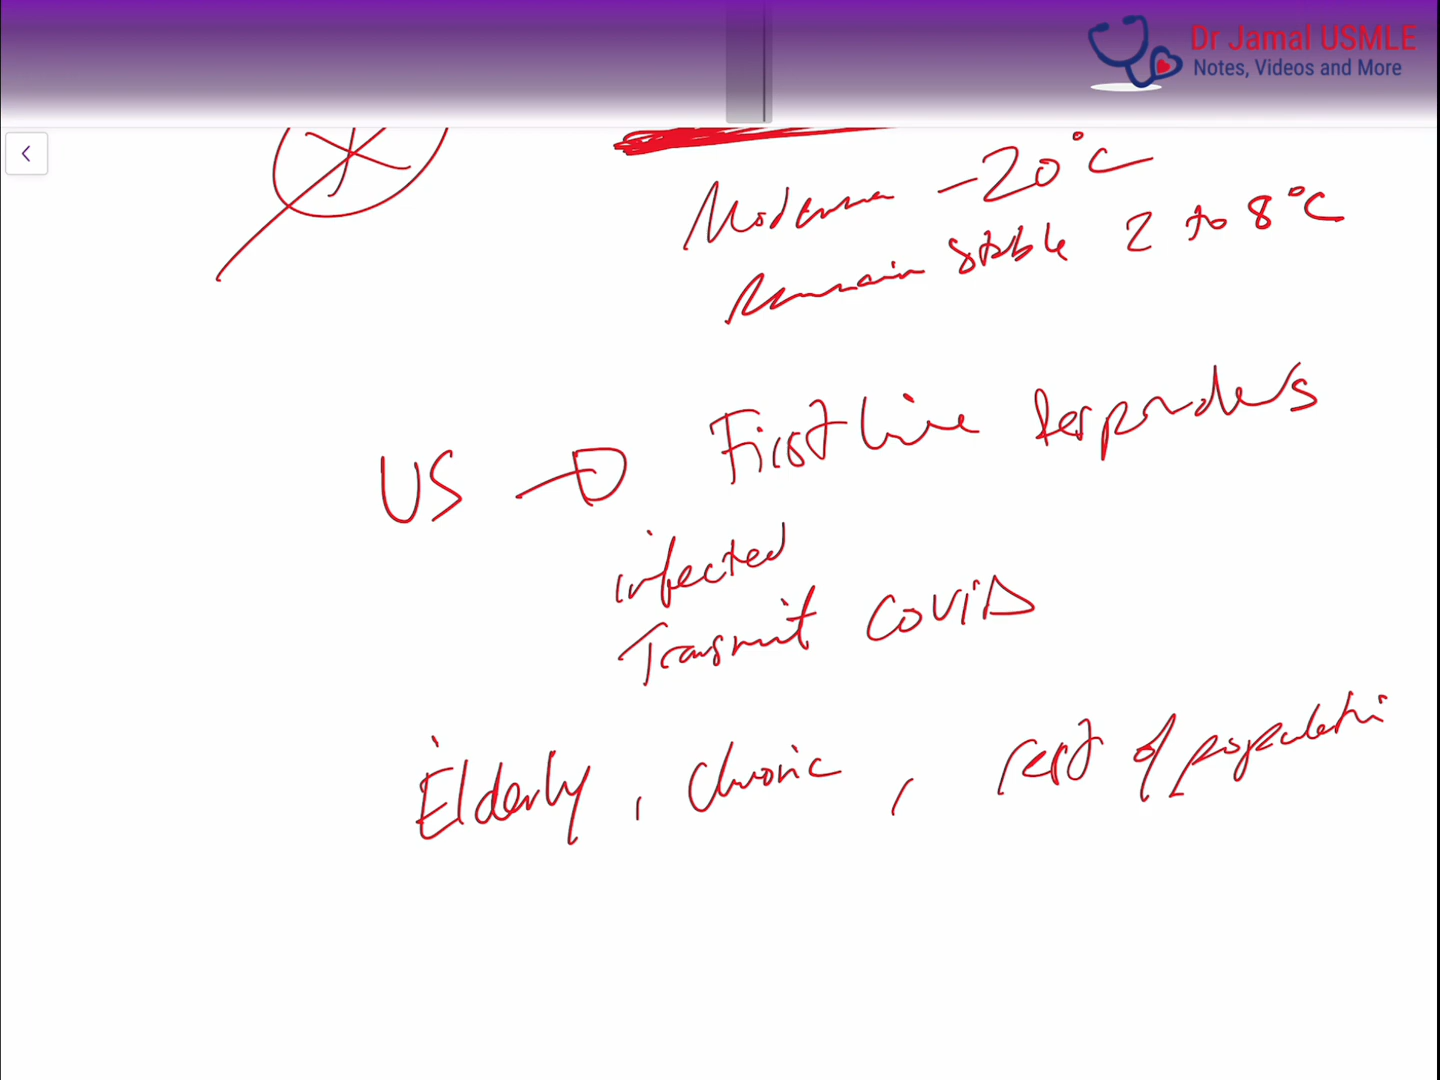 Dr Jamal USMLE
Notes, Videos and More
Moderna -20°C
Remain stable 2 to 8°C
US → First line Responders
infected
Transmit COVID
Elderly, Chronic, rest of populati